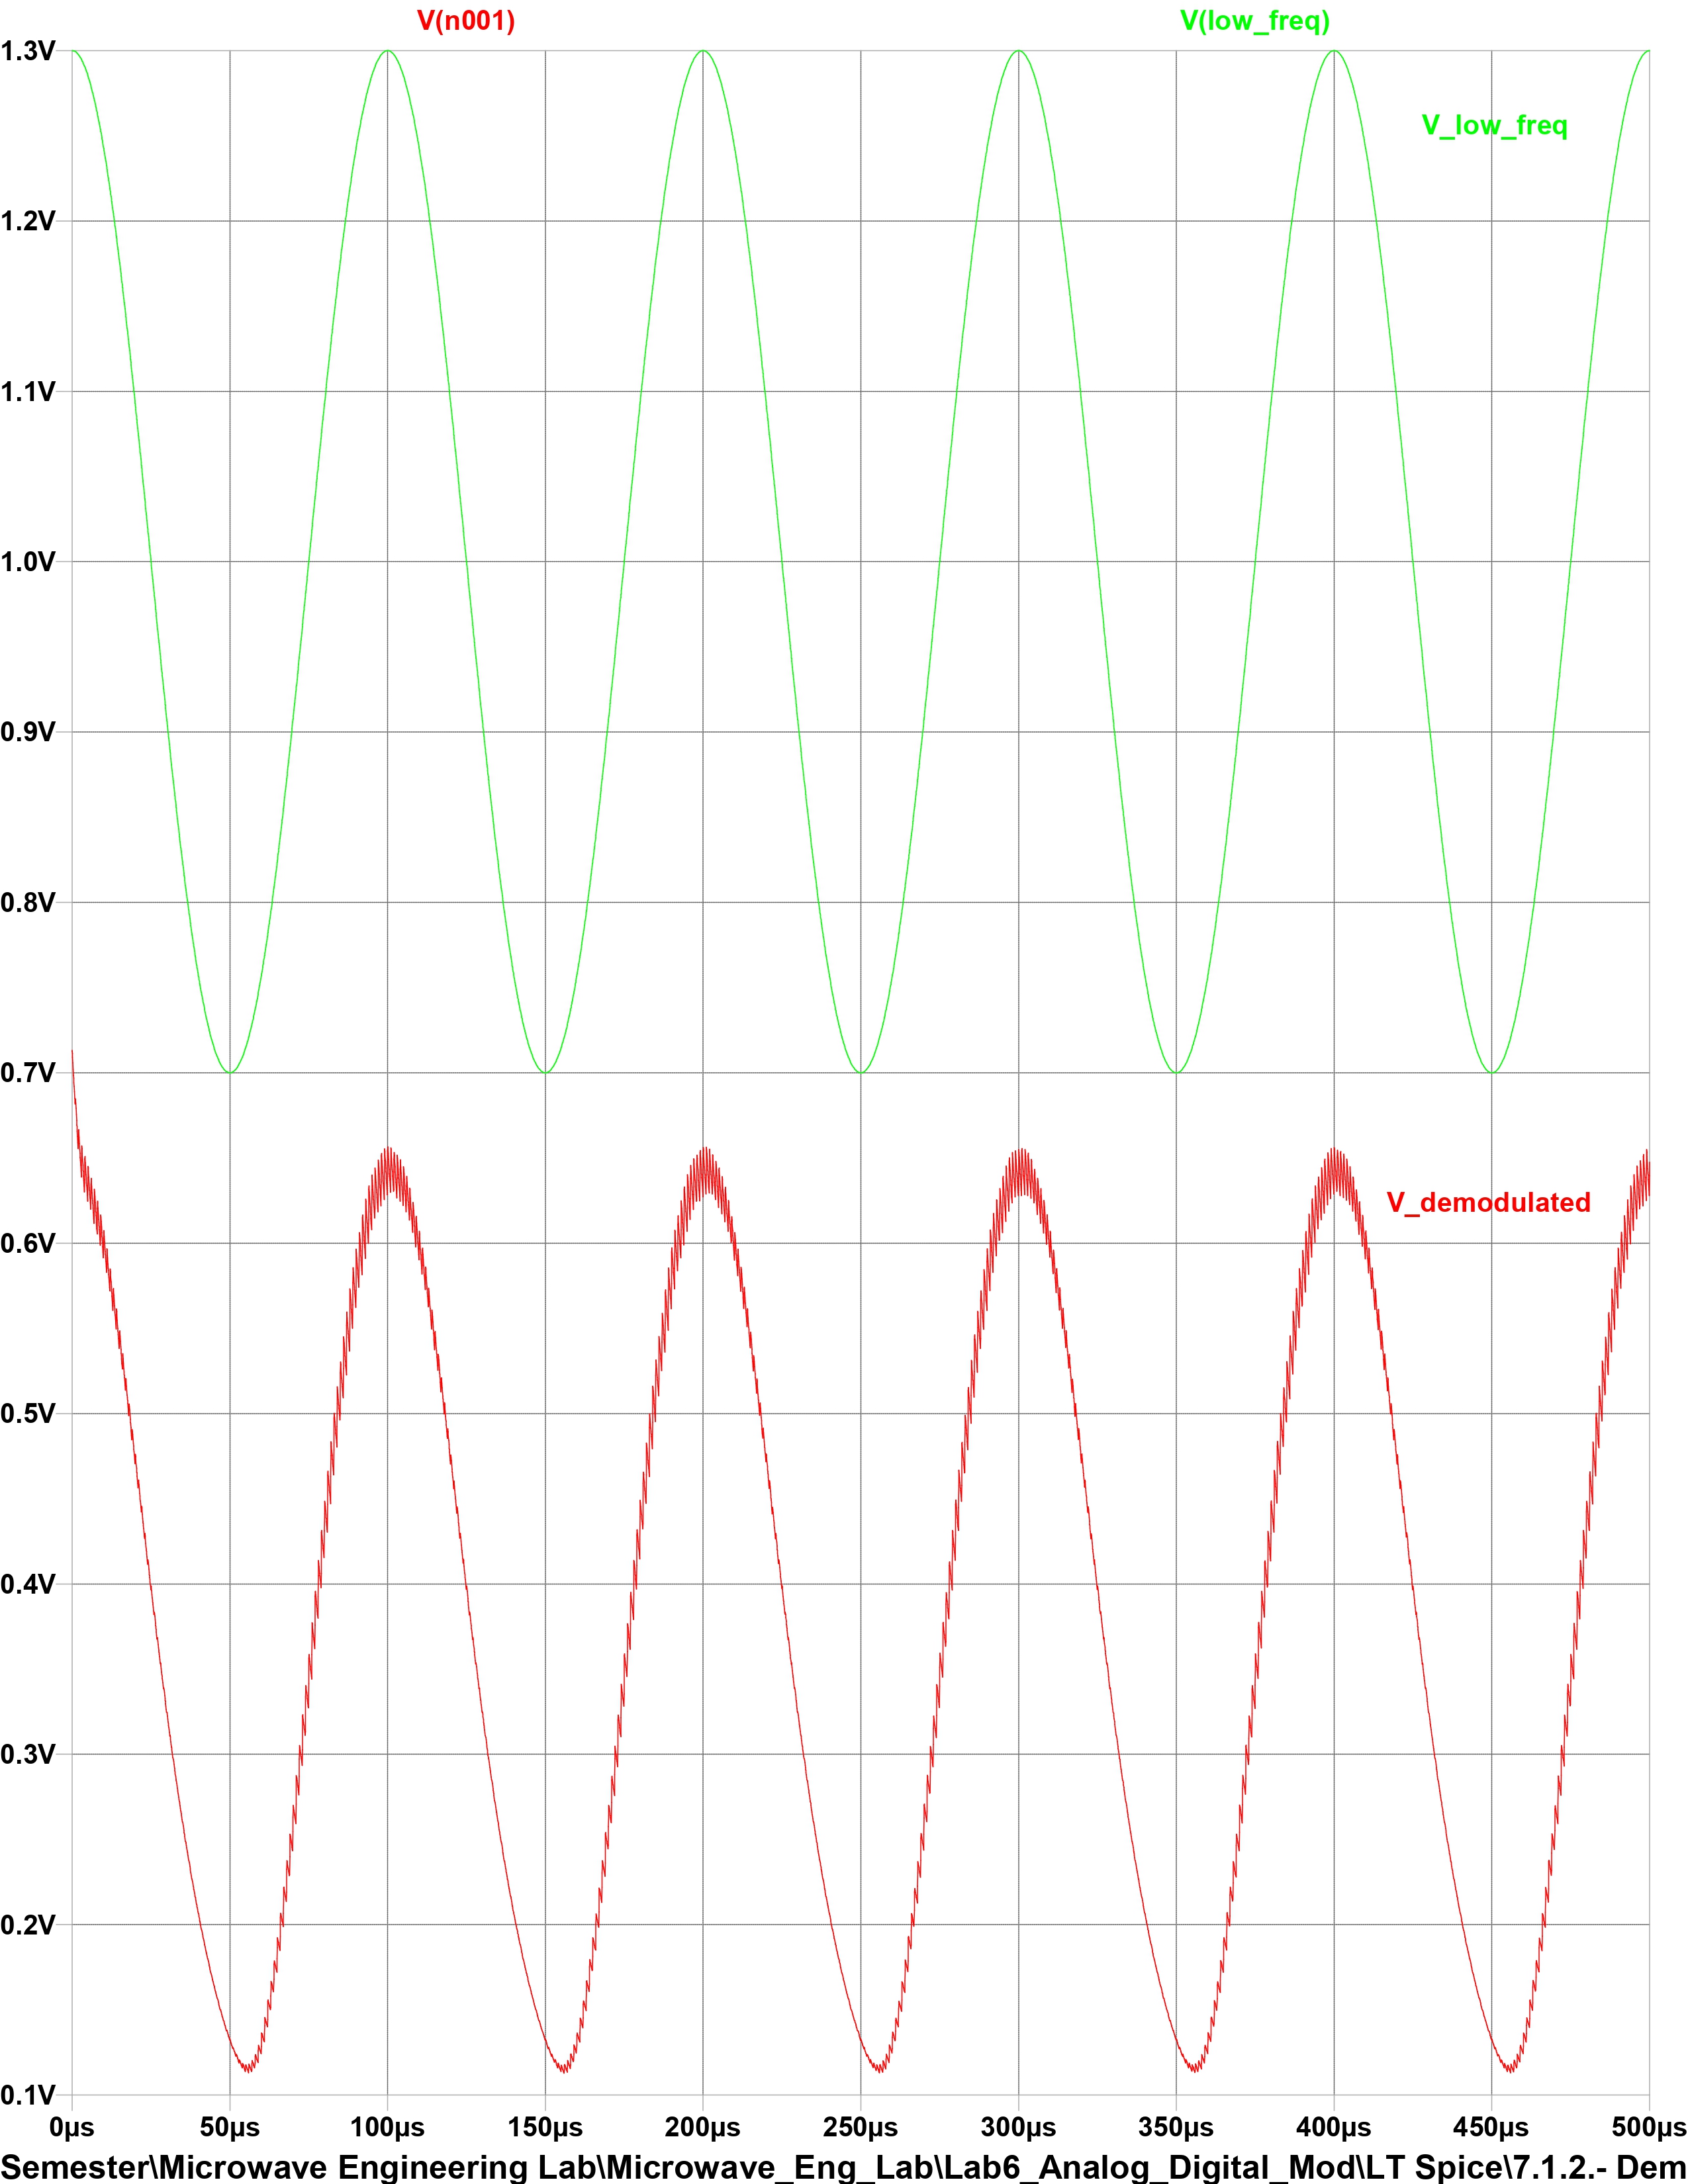 V(n001) V(low_freq)
1.3V
V_low_freq
1.2V
1.1V
1.0V
0.9V
0.8V
0.7V
V_demodulated
0.6V
0.5V
0.4V
0.3V
0.2V
0.1V
0µs 50µs 100µs 150µs 200µs 250µs 300µs 350µs 400µs 450µs 500µs
Semester\Microwave Engineering Lab\Microwave_Eng_Lab\Lab6_Analog_Digital_Mod\LT Spice\7.1.2.- Dem